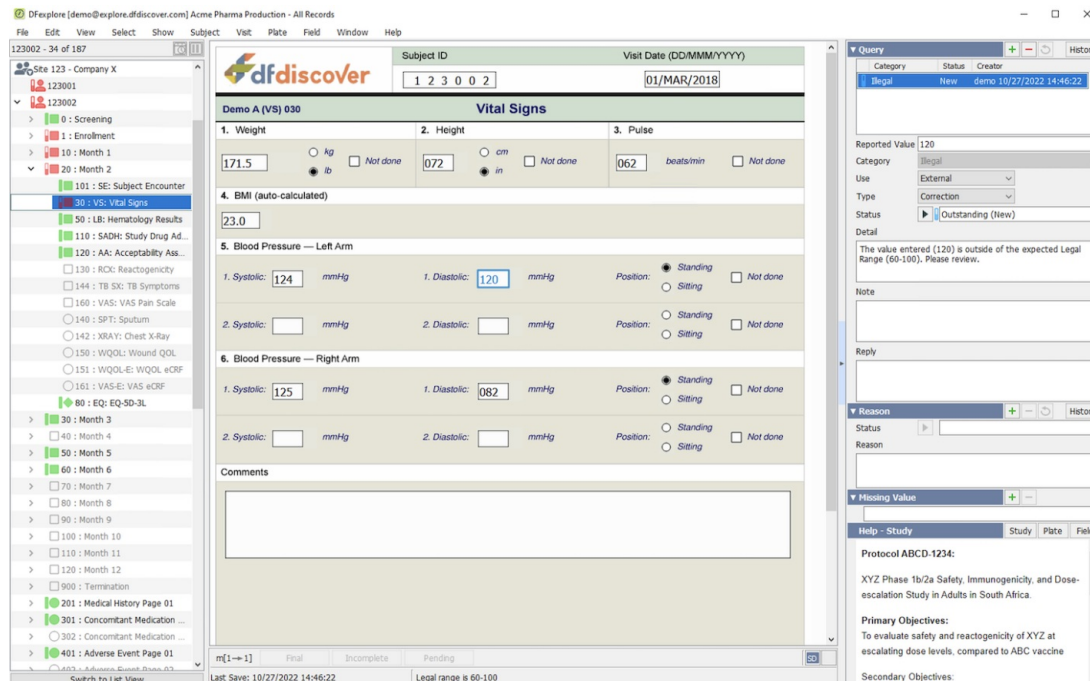 DFexplore [demo@explore.dfdiscover.com] Acme Pharma Production - All Records
File Edit View Select Show Subject Visit Plate Field Window Help
123002 - 34 of 187
Site 123 - Company X
123001
123002
0 : Screening
1 : Enrollment
10 : Month 1
20 : Month 2
101 : SE: Subject Encounter
30 : VS: Vital Signs
50 : LB: Hematology Results
110 : SADH: Study Drug Ad...
120 : AA: Acceptability Ass...
130 : RCX: Reactogenicity
144 : TB SX: TB Symptoms
160 : VAS: VAS Pain Scale
140 : SPT: Sputum
142 : XRAY: Chest X-Ray
150 : WQOL: Wound QOL
151 : WQOL-E: WQOL eCRF
161 : VAS-E: VAS eCRF
80 : EQ: EQ-5D-3L
30 : Month 3
40 : Month 4
50 : Month 5
60 : Month 6
70 : Month 7
80 : Month 8
90 : Month 9
100 : Month 10
110 : Month 11
120 : Month 12
900 : Termination
201 : Medical History Page 01
301 : Concomitant Medication ...
302 : Concomitant Medication ...
401 : Adverse Event Page 01
402 : Adverse Event Page 02
Switch to List View
dfdiscover
Subject ID
1 2 3 0 0 2
Visit Date (DD/MMM/YYYY)
01/MAR/2018
Demo A (VS) 030 Vital Signs
1. Weight 2. Height 3. Pulse
171.5 kg lb Not done 072 cm in Not done 062 beats/min Not done
4. BMI (auto-calculated)
23.0
5. Blood Pressure — Left Arm
1. Systolic: 124 mmHg 1. Diastolic: 120 mmHg Position: Standing Sitting Not done
2. Systolic: mmHg 2. Diastolic: mmHg Position: Standing Sitting Not done
6. Blood Pressure — Right Arm
1. Systolic: 125 mmHg 1. Diastolic: 082 mmHg Position: Standing Sitting Not done
2. Systolic: mmHg 2. Diastolic: mmHg Position: Standing Sitting Not done
Comments
m[1→1] Final Incomplete Pending SD
Last Save: 10/27/2022 14:46:22 Legal range is 60-100
Query Histor
Category Status Creator
Illegal New demo 10/27/2022 14:46:22
Reported Value 120
Category Illegal
Use External
Type Correction
Status Outstanding (New)
Detail
The value entered (120) is outside of the expected Legal
Range (60-100). Please review.
Note
Reply
Reason Histor
Status
Reason
Missing Value
Help - Study Study Plate Fiel
Protocol ABCD-1234:
XYZ Phase 1b/2a Safety, Immunogenicity, and Dose-
escalation Study in Adults in South Africa.
Primary Objectives:
To evaluate safety and reactogenicity of XYZ at
escalating dose levels, compared to ABC vaccine
Secondary Objectives: